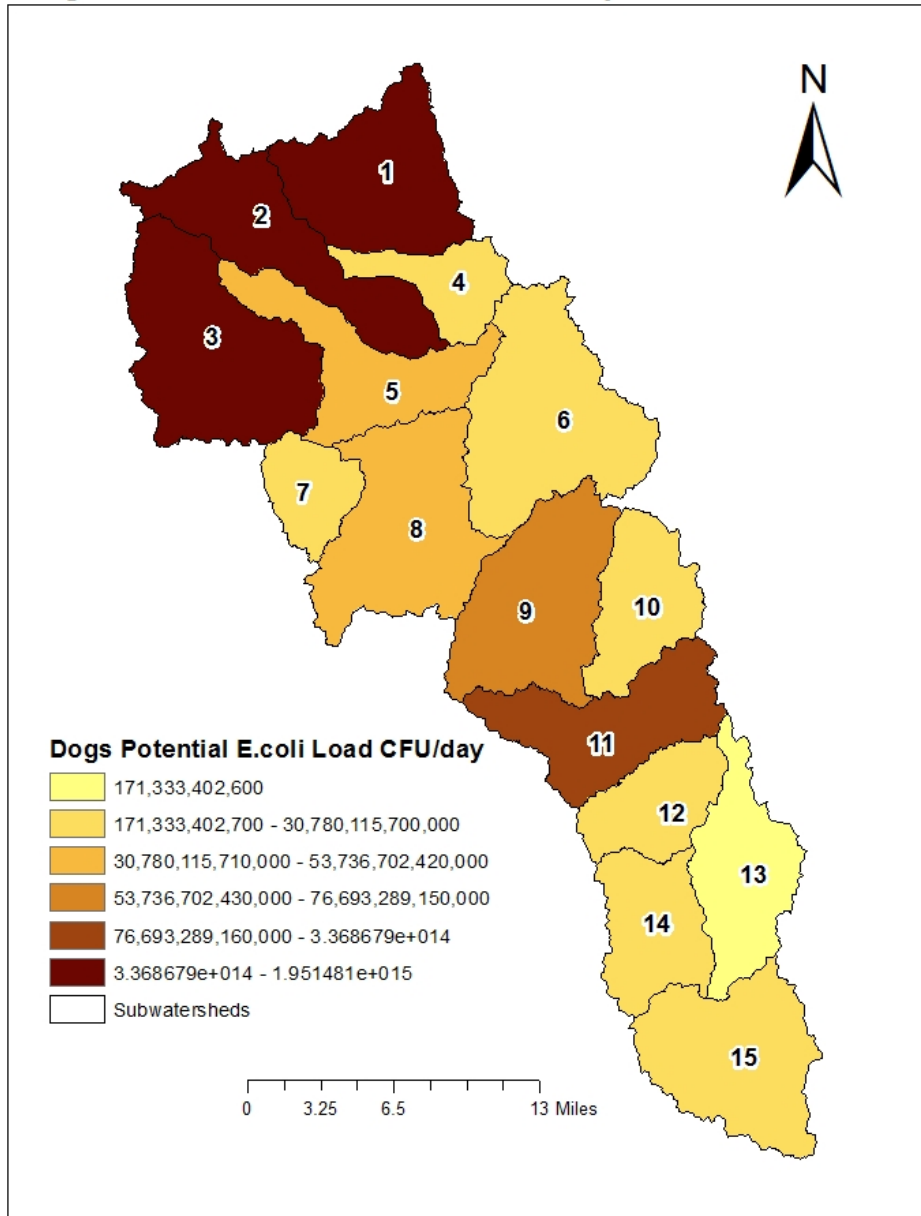 N
1
2
4
3
5
6
7
8
9
10
11
12
13
14
15
Dogs Potential E.coli Load CFU/day
171,333,402,600
171,333,402,700 - 30,780,115,700,000
30,780,115,710,000 - 53,736,702,420,000
53,736,702,430,000 - 76,693,289,150,000
76,693,289,160,000 - 3.368679e+014
3.368679e+014 - 1.951481e+015
Subwatersheds
0 3.25 6.5 13 Miles